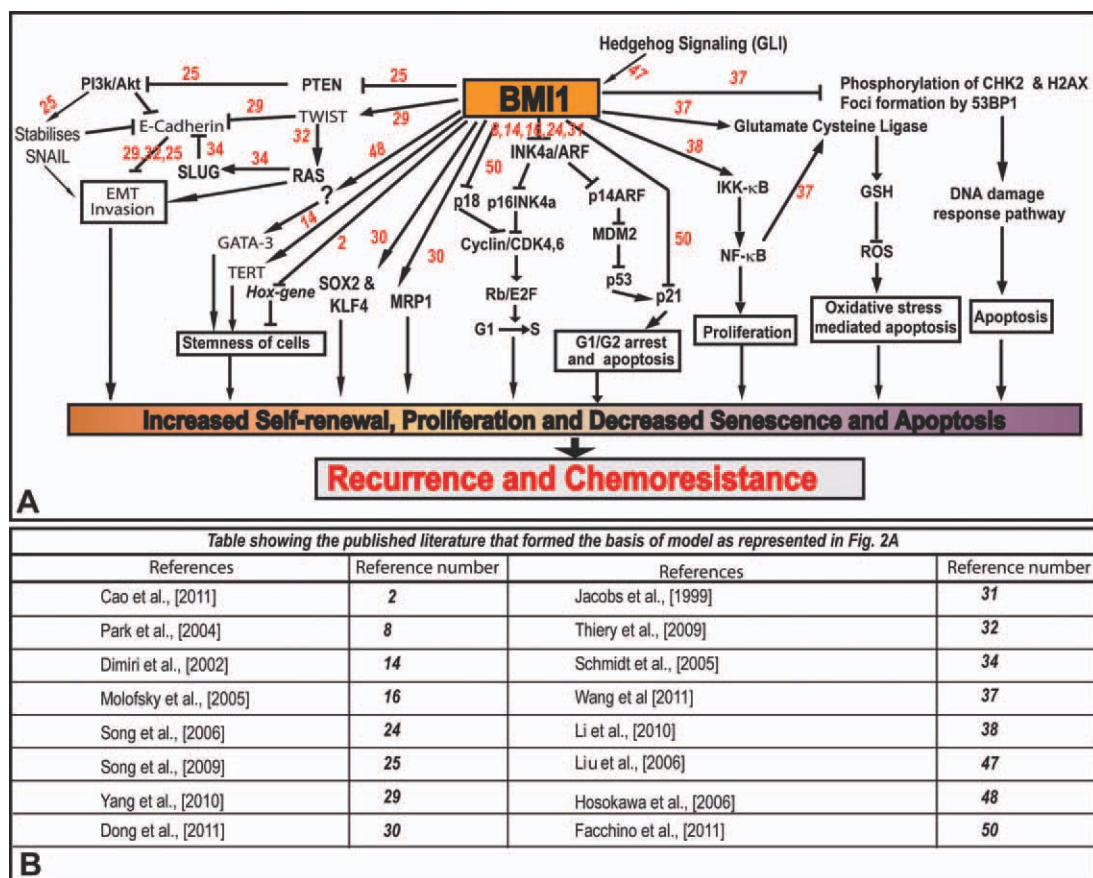 Hedgehog Signaling (GLI)
47
PI3k/Akt
25
PTEN
25
BMI1
37
Phosphorylation of CHK2 & H2AX
Foci formation by 53BP1
25
29
TWIST
29
8,14,16,24,31
37
Glutamate Cysteine Ligase
Stabilises
SNAIL
E-Cadherin
32
48
INK4a/ARF
38
29,32,25
34
SLUG
34
RAS
50
EMT
Invasion
?
p18
p16INK4a
p14ARF
IKK-κB
37
GSH
DNA damage
response pathway
14
GATA-3
2
30
30
Cyclin/CDK4,6
MDM2
50
NF-κB
ROS
TERT
Hox-gene
SOX2 &
KLF4
MRP1
Rb/E2F
p53
p21
G1
S
Stemness of cells
G1/G2 arrest
and apoptosis
Proliferation
Oxidative stress
mediated apoptosis
Apoptosis
Increased Self-renewal, Proliferation and Decreased Senescence and Apoptosis
Recurrence and Chemoresistance
A
Table showing the published literature that formed the basis of model as represented in Fig. 2A
References Reference number References Reference number
Cao et al., [2011] 2 Jacobs et al., [1999] 31
Park et al., [2004] 8 Thiery et al., [2009] 32
Dimiri et al., [2002] 14 Schmidt et al., [2005] 34
Molofsky et al., [2005] 16 Wang et al [2011] 37
Song et al., [2006] 24 Li et al., [2010] 38
Song et al., [2009] 25 Liu et al., [2006] 47
Yang et al., [2010] 29 Hosokawa et al., [2006] 48
Dong et al., [2011] 30 Facchino et al., [2011] 50
B